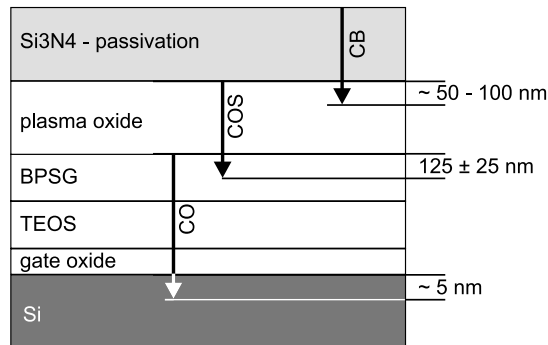 Si3N4 - passivation
CB
~ 50 - 100 nm
plasma oxide
COS
125 ± 25 nm
BPSG
CO
TEOS
gate oxide
~ 5 nm
Si